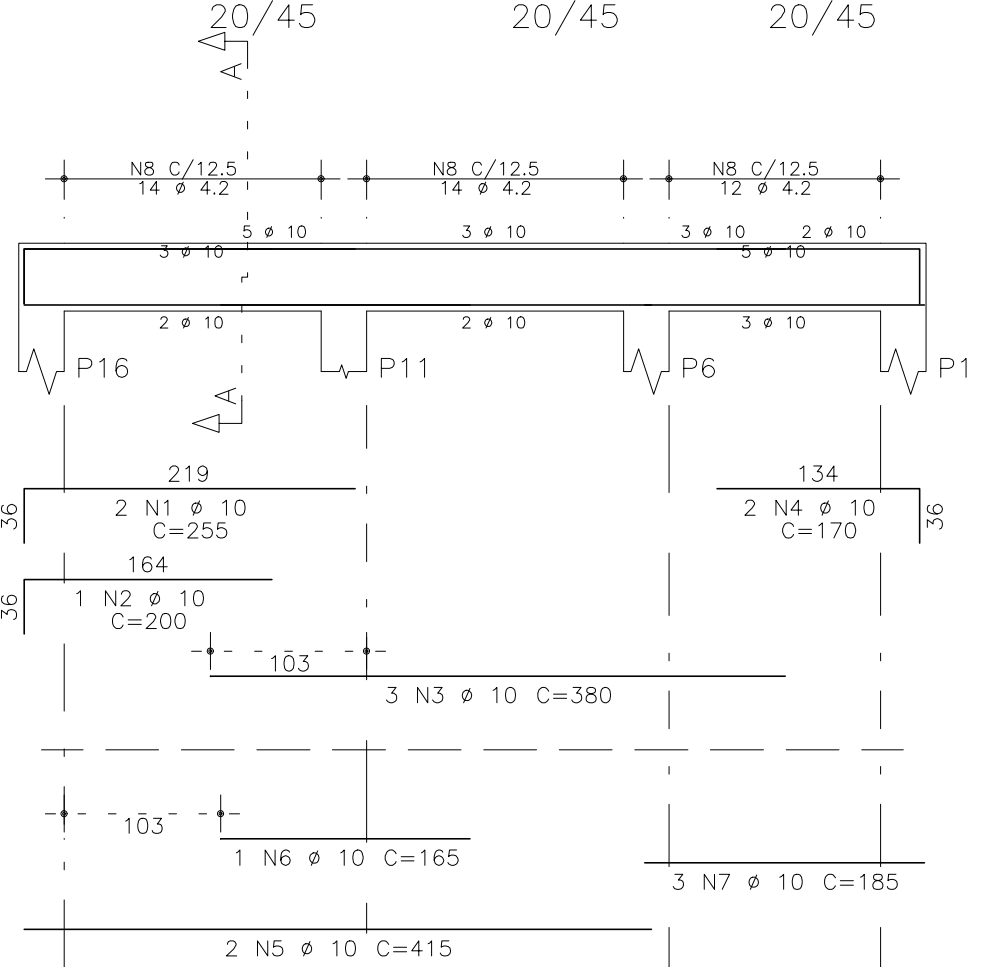 20/45 20/45 20/45
A
N8 C/12.5 N8 C/12.5 N8 C/12.5
14 ø 4.2 14 ø 4.2 12 ø 4.2
5 ø 10 3 ø 10 3 ø 10 2 ø 10
3 ø 10 5 ø 10
2 ø 10 2 ø 10 3 ø 10
P16 P11 P6 P1
A
219 134
36 2 N1 ø 10 2 N4 ø 10 36
C=255 C=170
164
36 1 N2 ø 10
C=200
103
3 N3 ø 10 C=380
103
1 N6 ø 10 C=165
3 N7 ø 10 C=185
2 N5 ø 10 C=415